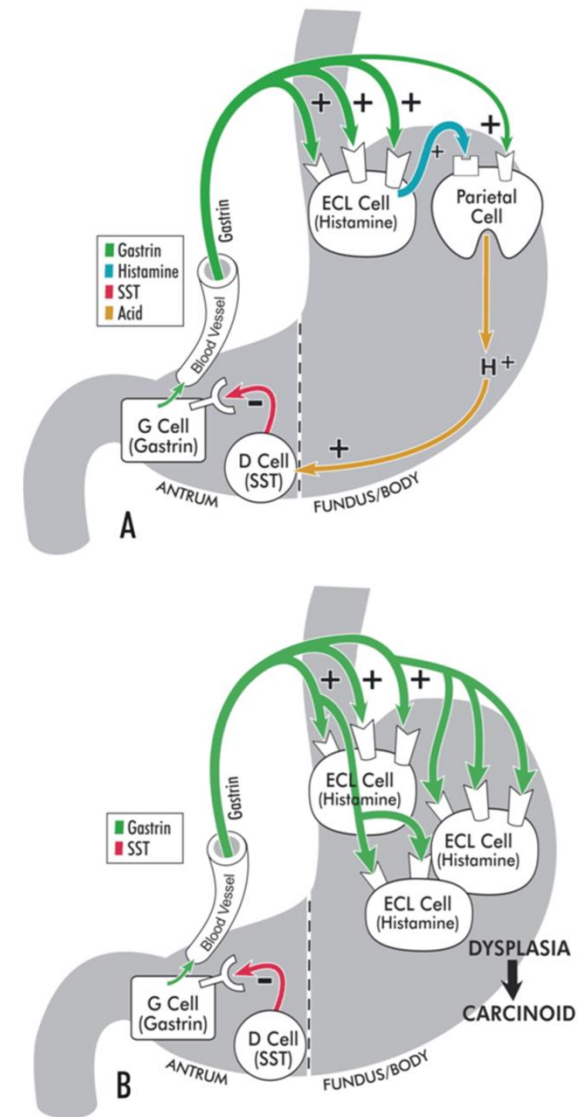 + + + +
+
ECL Cell
(Histamine)
Parietal
Cell
Gastrin
Gastrin
Histamine
SST
Acid
Blood Vessel
H+
G Cell
(Gastrin)
-
D Cell
(SST)
+
ANTRUM
FUNDUS/BODY
A
+ + +
ECL Cell
(Histamine)
Gastrin
Gastrin
SST
ECL Cell
(Histamine)
Blood Vessel
ECL Cell
(Histamine)
DYSPLASIA
CARCINOID
G Cell
(Gastrin)
-
D Cell
(SST)
ANTRUM
FUNDUS/BODY
B